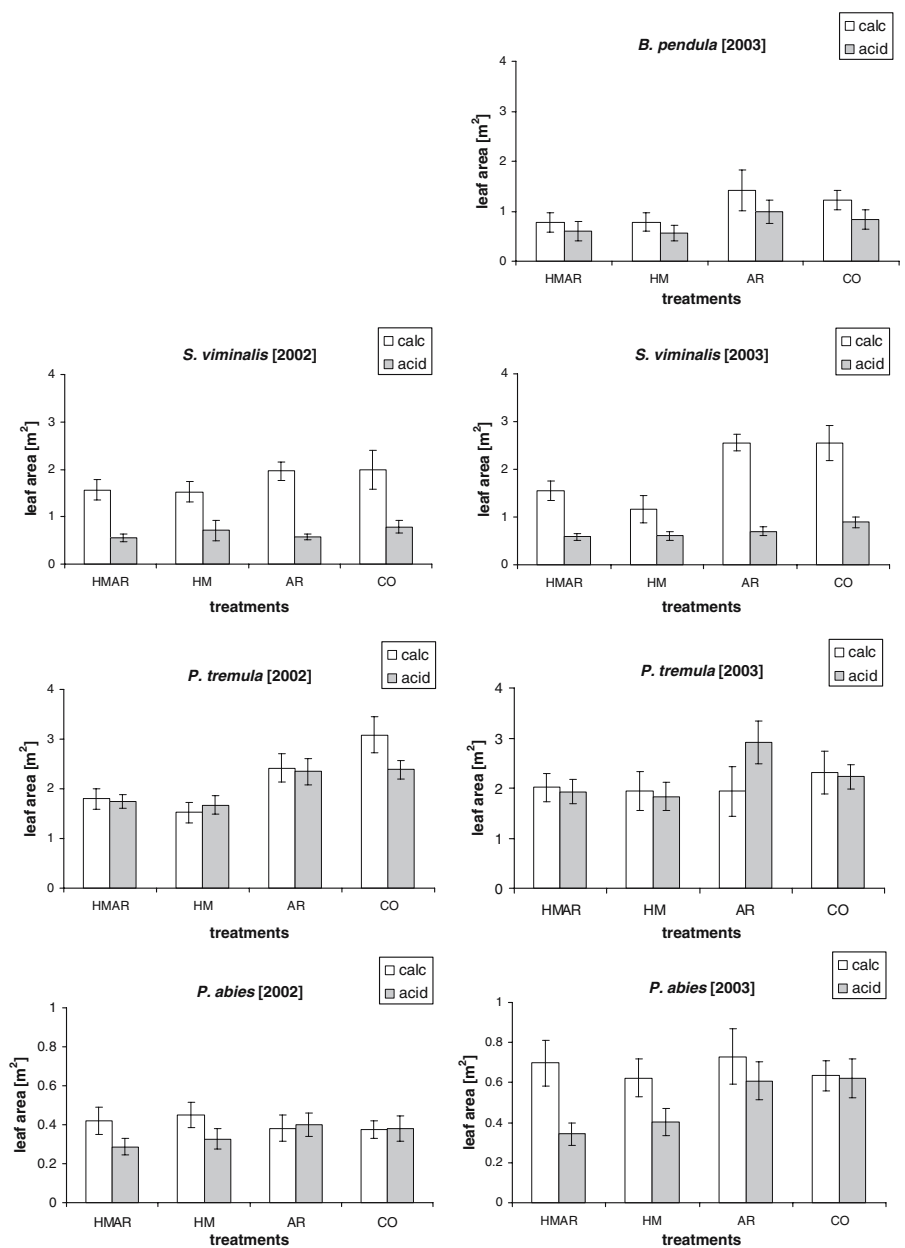 B. pendula [2003]
calc
acid
leaf area [m²]
4
3
2
1
0
HMAR HM AR CO
treatments
S. viminalis [2002]
calc
acid
leaf area [m²]
4
3
2
1
0
HMAR HM AR CO
treatments
S. viminalis [2003]
calc
acid
leaf area [m²]
4
3
2
1
0
HMAR HM AR CO
treatments
P. tremula [2002]
calc
acid
leaf area [m²]
4
3
2
1
0
HMAR HM AR CO
treatments
P. tremula [2003]
calc
acid
leaf area [m²]
4
3
2
1
0
HMAR HM AR CO
treatments
P. abies [2002]
calc
acid
leaf area [m²]
1
0.8
0.6
0.4
0.2
0
HMAR HM AR CO
treatments
P. abies [2003]
calc
acid
leaf area [m²]
1
0.8
0.6
0.4
0.2
0
HMAR HM AR CO
treatments